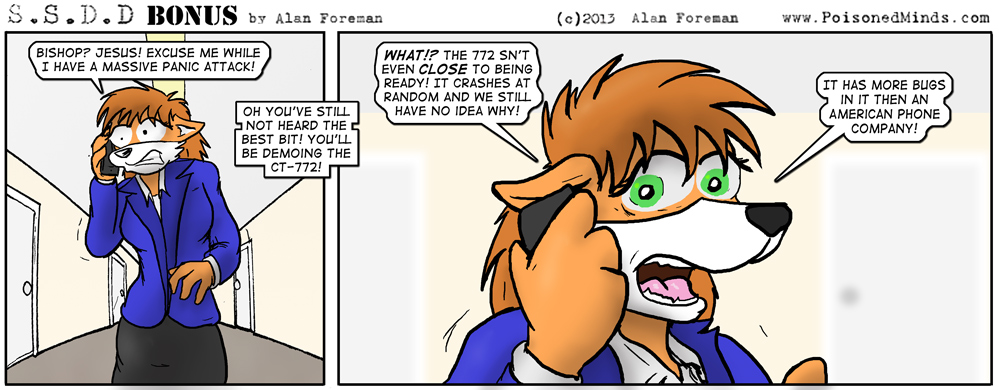 S.S.D.D BONUS by Alan Foreman (c)2013 Alan Foreman www.PoisonedMinds.com
BISHOP? JESUS! EXCUSE ME WHILE
I HAVE A MASSIVE PANIC ATTACK!
OH YOU'VE STILL
NOT HEARD THE
BEST BIT! YOU'LL
BE DEMOING THE
CT-772!
WHAT!? THE 772 SN'T
EVEN CLOSE TO BEING
READY! IT CRASHES AT
RANDOM AND WE STILL
HAVE NO IDEA WHY!
IT HAS MORE BUGS
IN IT THEN AN
AMERICAN PHONE
COMPANY!